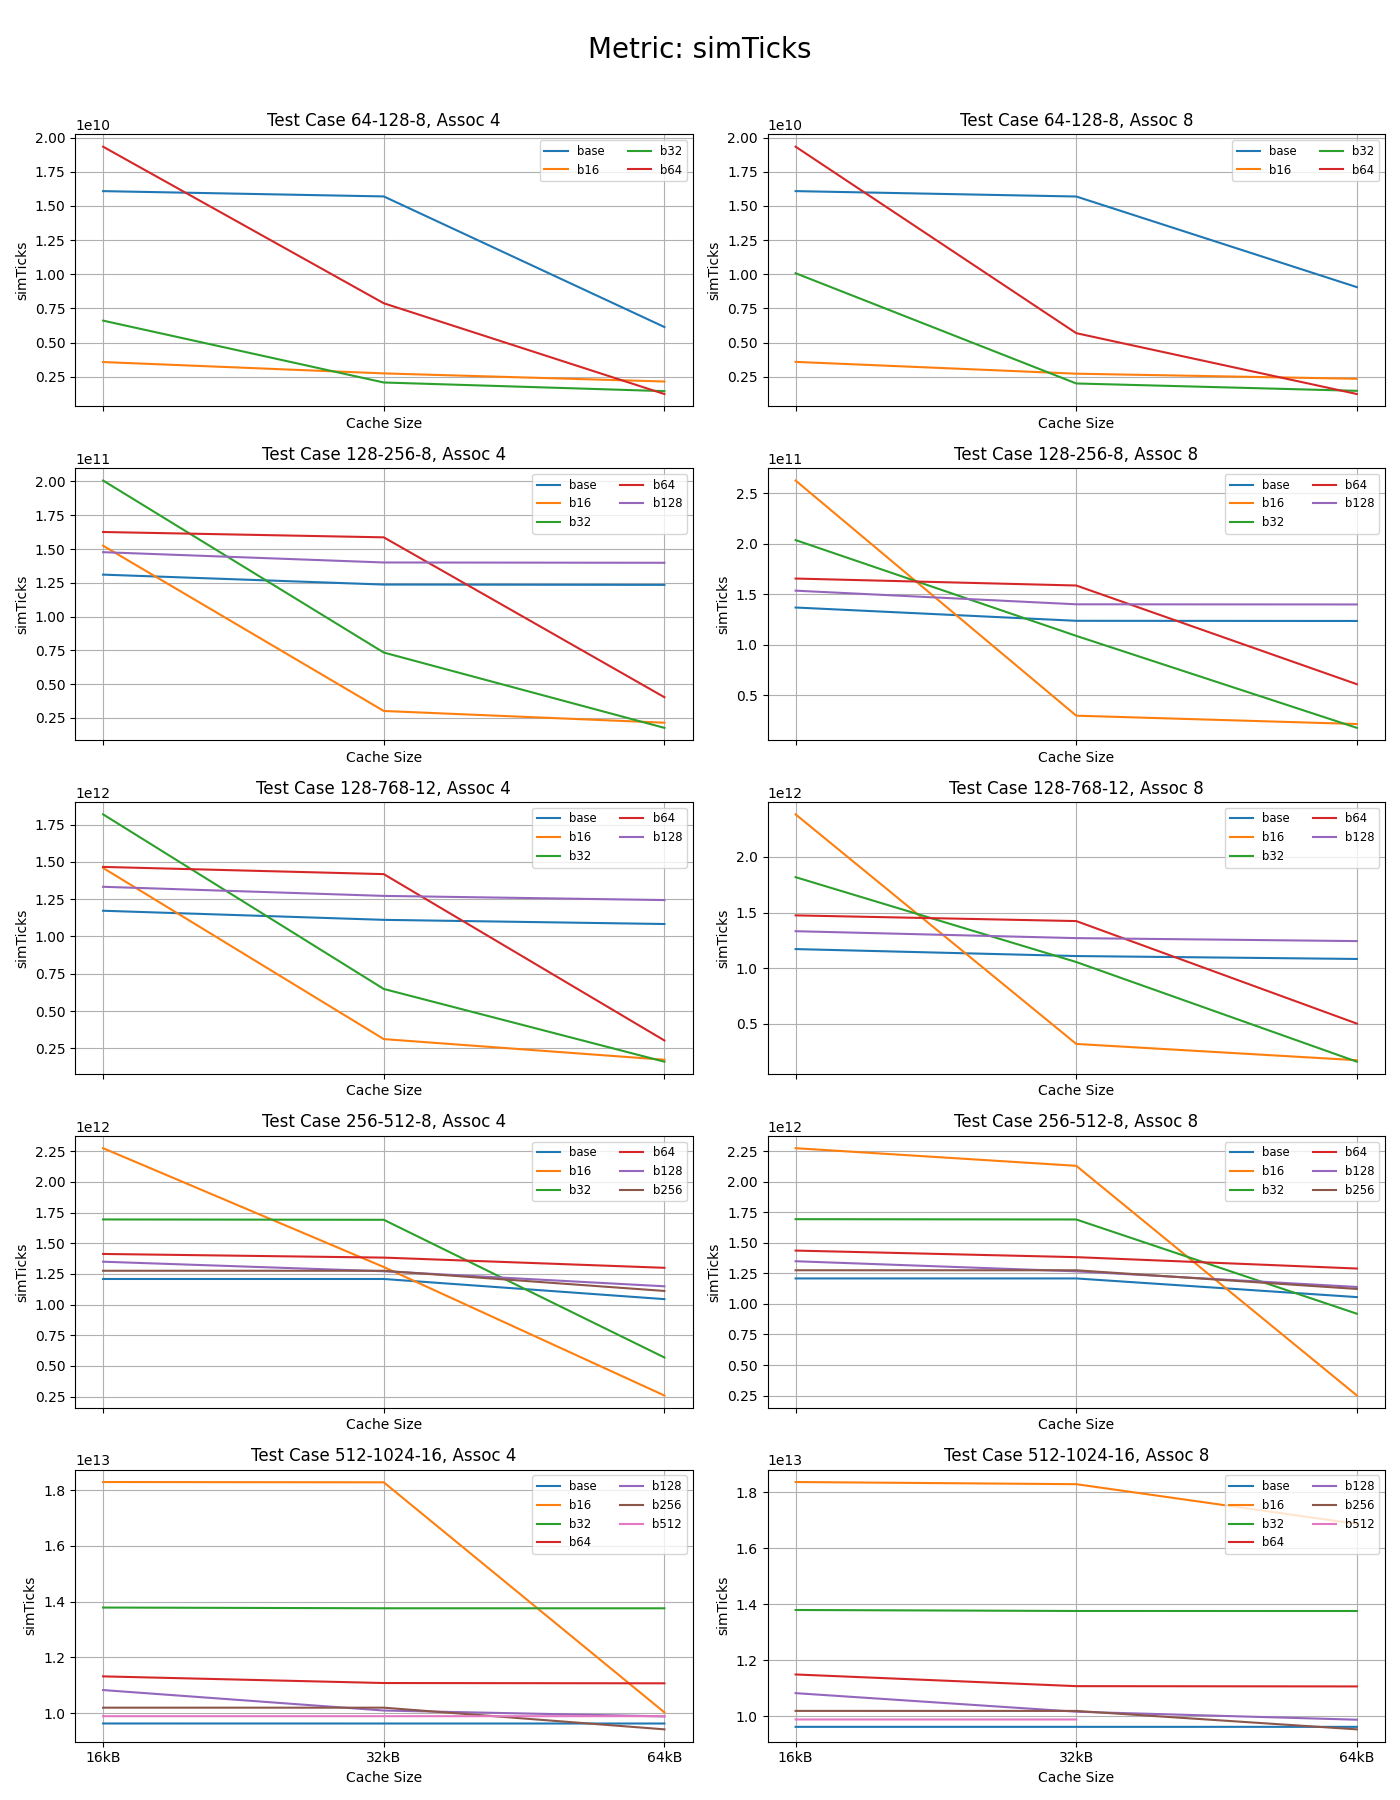 Metric: simTicks
Test Case 64-128-8, Assoc 4
1e10
2.00
1.75
1.50
1.25
1.00
0.75
0.50
0.25
simTicks
base b32
b16 b64
Cache Size
Test Case 64-128-8, Assoc 8
1e10
2.00
1.75
1.50
1.25
1.00
0.75
0.50
0.25
simTicks
base b32
b16 b64
Cache Size
Test Case 128-256-8, Assoc 4
1e11
2.00
1.75
1.50
1.25
1.00
0.75
0.50
0.25
simTicks
base b64
b16 b128
b32
Cache Size
Test Case 128-256-8, Assoc 8
1e11
2.5
2.0
1.5
1.0
0.5
simTicks
base b64
b16 b128
b32
Cache Size
Test Case 128-768-12, Assoc 4
1e12
1.75
1.50
1.25
1.00
0.75
0.50
0.25
simTicks
base b64
b16 b128
b32
Cache Size
Test Case 128-768-12, Assoc 8
1e12
2.0
1.5
1.0
0.5
simTicks
base b64
b16 b128
b32
Cache Size
Test Case 256-512-8, Assoc 4
1e12
2.25
2.00
1.75
1.50
1.25
1.00
0.75
0.50
0.25
simTicks
base b64
b16 b128
b32 b256
Cache Size
Test Case 256-512-8, Assoc 8
1e12
2.25
2.00
1.75
1.50
1.25
1.00
0.75
0.50
0.25
simTicks
base b64
b16 b128
b32 b256
Cache Size
Test Case 512-1024-16, Assoc 4
1e13
1.8
1.6
1.4
1.2
1.0
simTicks
base b128
b16 b256
b32 b512
b64
16kB 32kB 64kB
Cache Size
Test Case 512-1024-16, Assoc 8
1e13
1.8
1.6
1.4
1.2
1.0
simTicks
base b128
b16 b256
b32 b512
b64
16kB 32kB 64kB
Cache Size